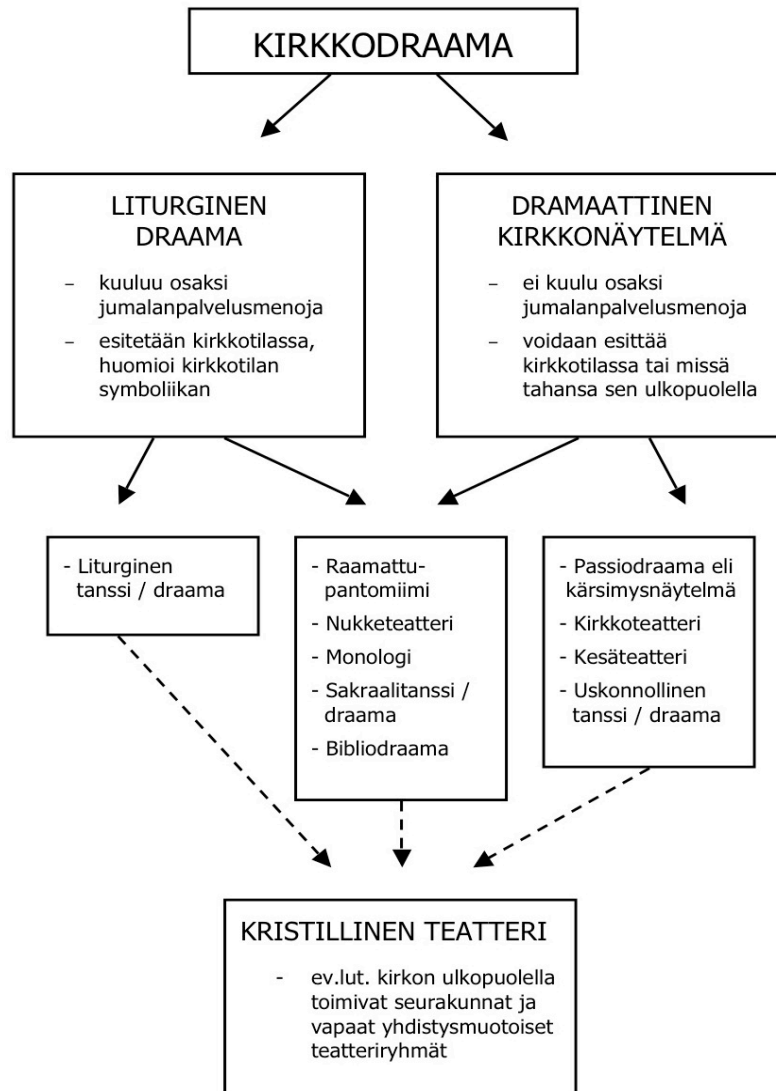 KIRKKODRAAMA
LITURGINEN
DRAAMA
– kuuluu osaksi
jumalanpalvelusmenoja
– esitetään kirkkotilassa,
huomioi kirkkotilan
symboliikan
DRAMAATTINEN
KIRKKONÄYTELMÄ
– ei kuulu osaksi
jumalanpalvelusmenoja
– voidaan esittää
kirkkotilassa tai missä
tahansa sen ulkopuolella
- Liturginen
tanssi / draama
- Raamattu-
pantomiimi
- Nukketeatteri
- Monologi
- Sakraalitanssi /
draama
- Bibliodraama
- Passiodraama eli
kärsimysnäytelmä
- Kirkkoteatteri
- Kesäteatteri
- Uskonnollinen
tanssi / draama
KRISTILLINEN TEATTERI
- ev.lut. kirkon ulkopuolella
toimivat seurakunnat ja
vapaat yhdistysmuotoiset
teatteriryhmät